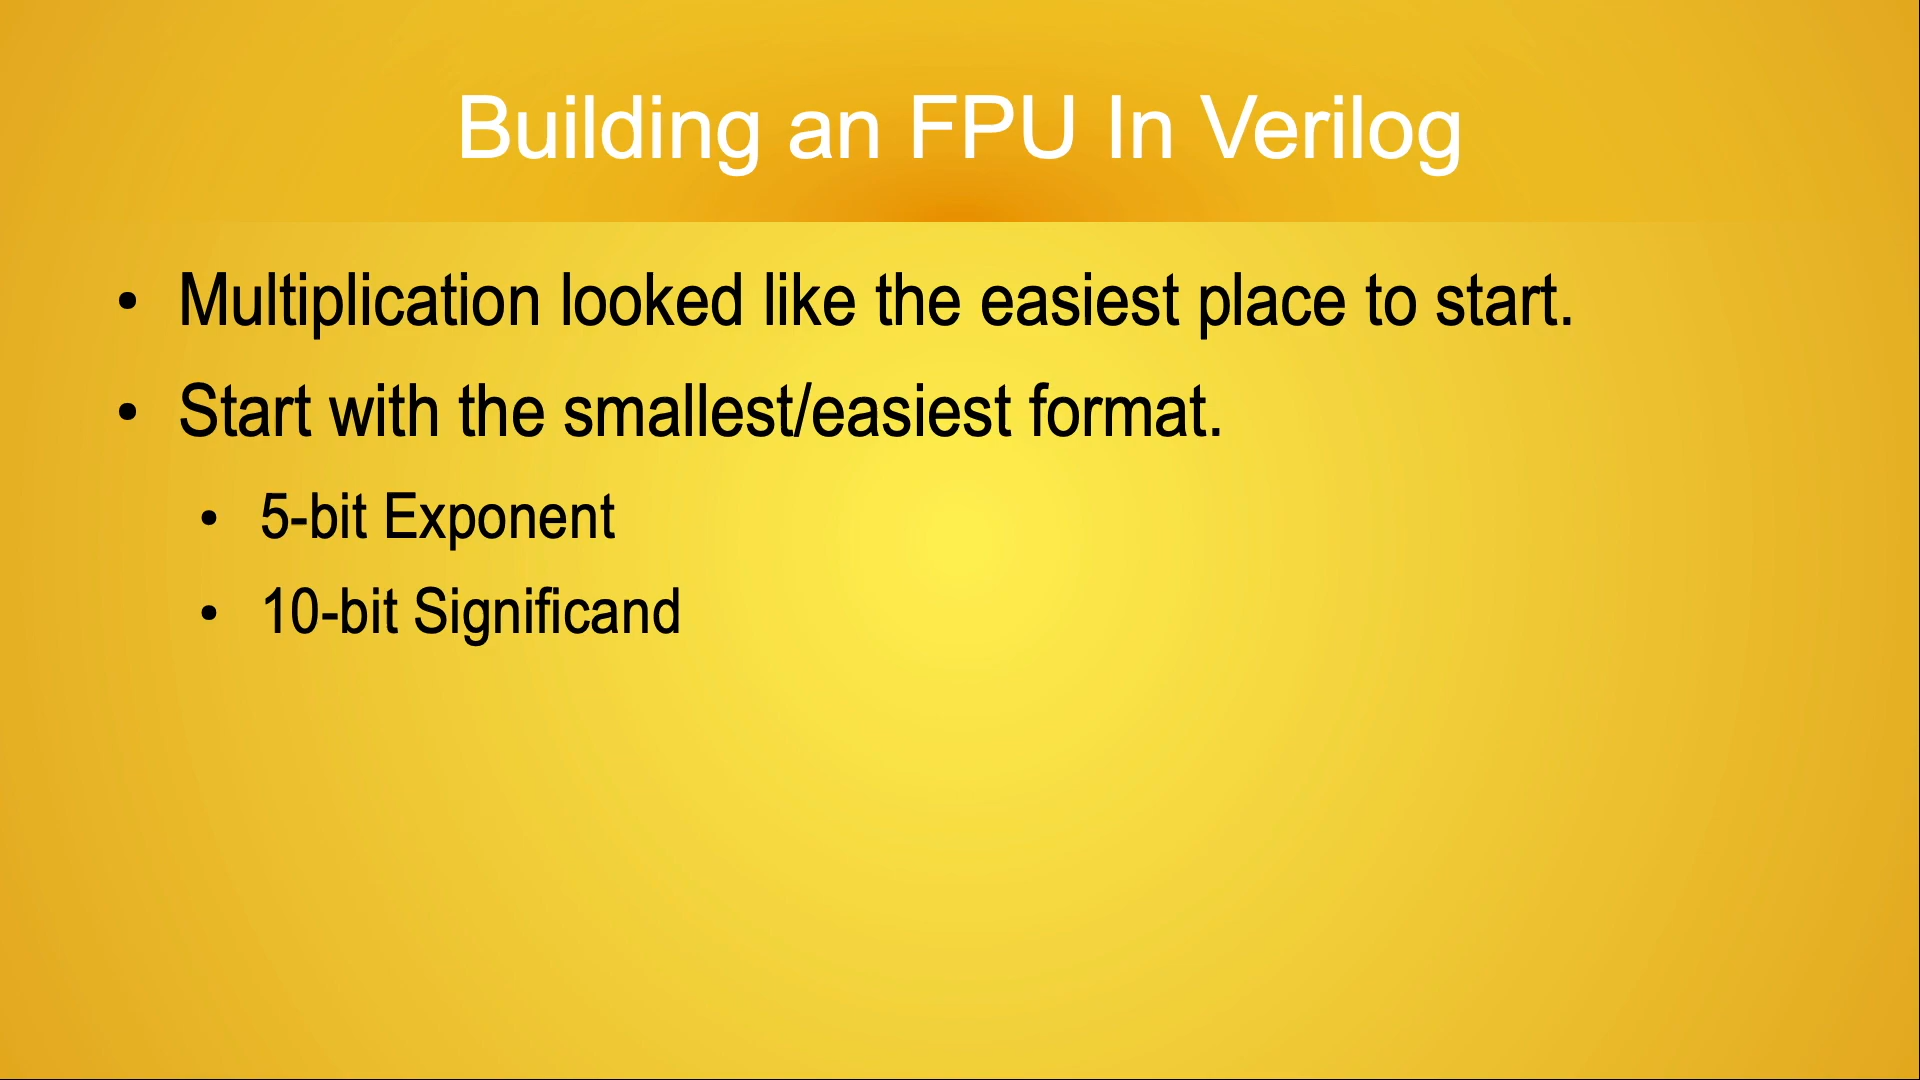 Building an FPU In Verilog
• Multiplication looked like the easiest place to start.
• Start with the smallest/easiest format.
• 5-bit Exponent
• 10-bit Significand